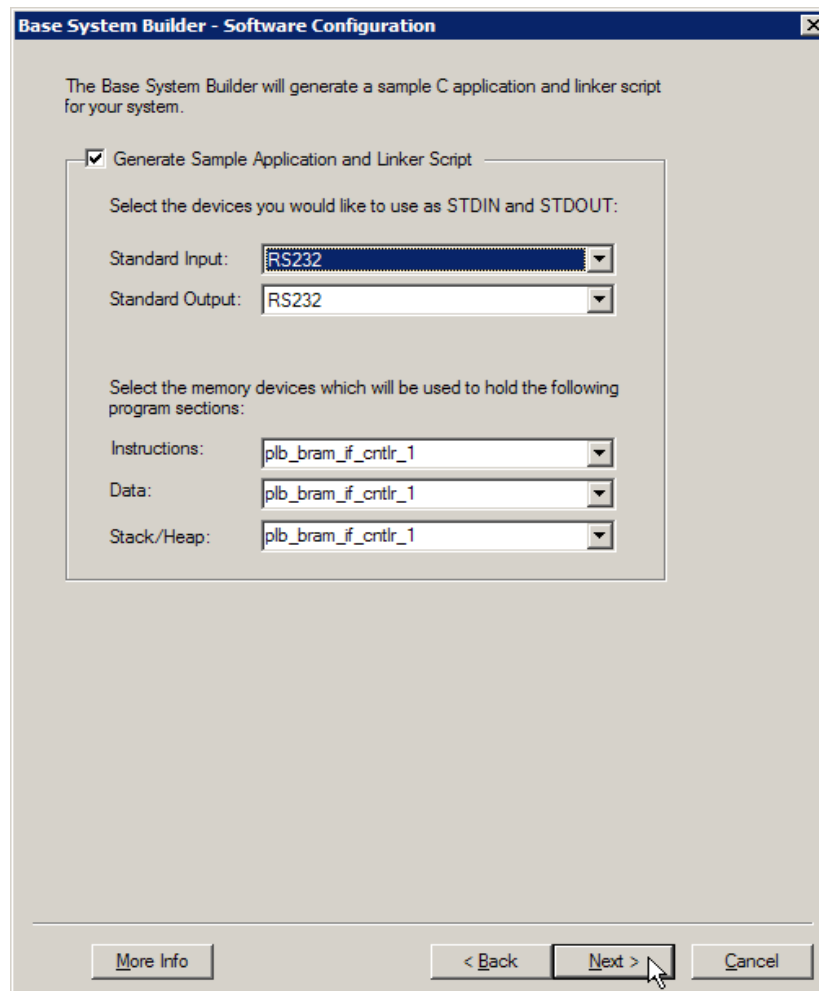 Base System Builder - Software Configuration
The Base System Builder will generate a sample C application and linker script
for your system.
Generate Sample Application and Linker Script
Select the devices you would like to use as STDIN and STDOUT:
Standard Input: RS232
Standard Output: RS232
Select the memory devices which will be used to hold the following
program sections:
Instructions: plb_bram_if_cntlr_1
Data: plb_bram_if_cntlr_1
Stack/Heap: plb_bram_if_cntlr_1
More Info < Back Next > Cancel